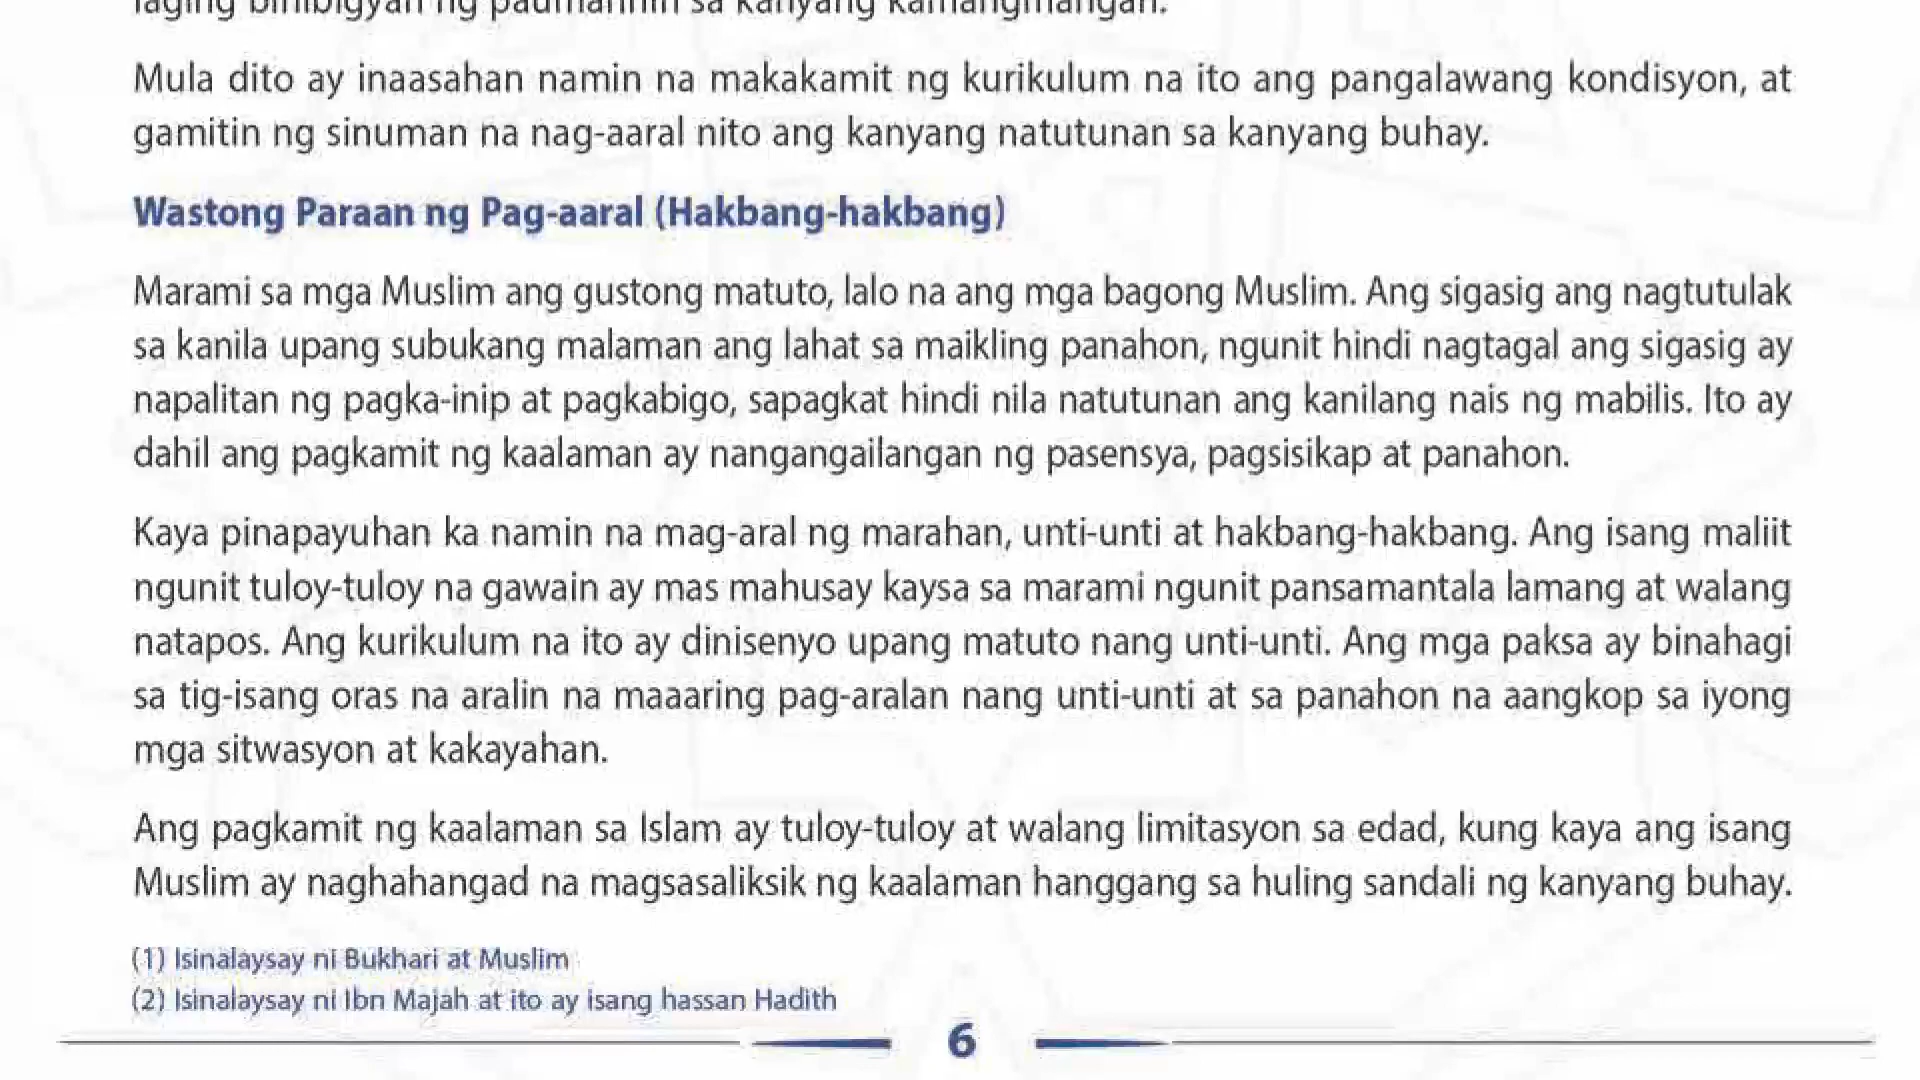 laging binibigyan ng paumanhin sa kanyang kamangmangan.
Mula dito ay inaasahan namin na makakamit ng kurikulum na ito ang pangalawang kondisyon, at
gamitin ng sinuman na nag-aaral nito ang kanyang natutunan sa kanyang buhay.
Wastong Paraan ng Pag-aaral (Hakbang-hakbang)
Marami sa mga Muslim ang gustong matuto, lalo na ang mga bagong Muslim. Ang sigasig ang nagtutulak
sa kanila upang subukang malaman ang lahat sa maikling panahon, ngunit hindi nagtagal ang sigasig ay
napalitan ng pagka-inip at pagkabigo, sapagkat hindi nila natutunan ang kanilang nais ng mabilis. Ito ay
dahil ang pagkamit ng kaalaman ay nangangailangan ng pasensya, pagsisikap at panahon.
Kaya pinapayuhan ka namin na mag-aral ng marahan, unti-unti at hakbang-hakbang. Ang isang maliit
ngunit tuloy-tuloy na gawain ay mas mahusay kaysa sa marami ngunit pansamantala lamang at walang
natapos. Ang kurikulum na ito ay dinisenyo upang matuto nang unti-unti. Ang mga paksa ay binahagi
sa tig-isang oras na aralin na maaaring pag-aralan nang unti-unti at sa panahon na aangkop sa iyong
mga sitwasyon at kakayahan.
Ang pagkamit ng kaalaman sa Islam ay tuloy-tuloy at walang limitasyon sa edad, kung kaya ang isang
Muslim ay naghahangad na magsasaliksik ng kaalaman hanggang sa huling sandali ng kanyang buhay.
(1) Isinalaysay ni Bukhari at Muslim
(2) Isinalaysay ni Ibn Majah at ito ay isang hassan Hadith
6